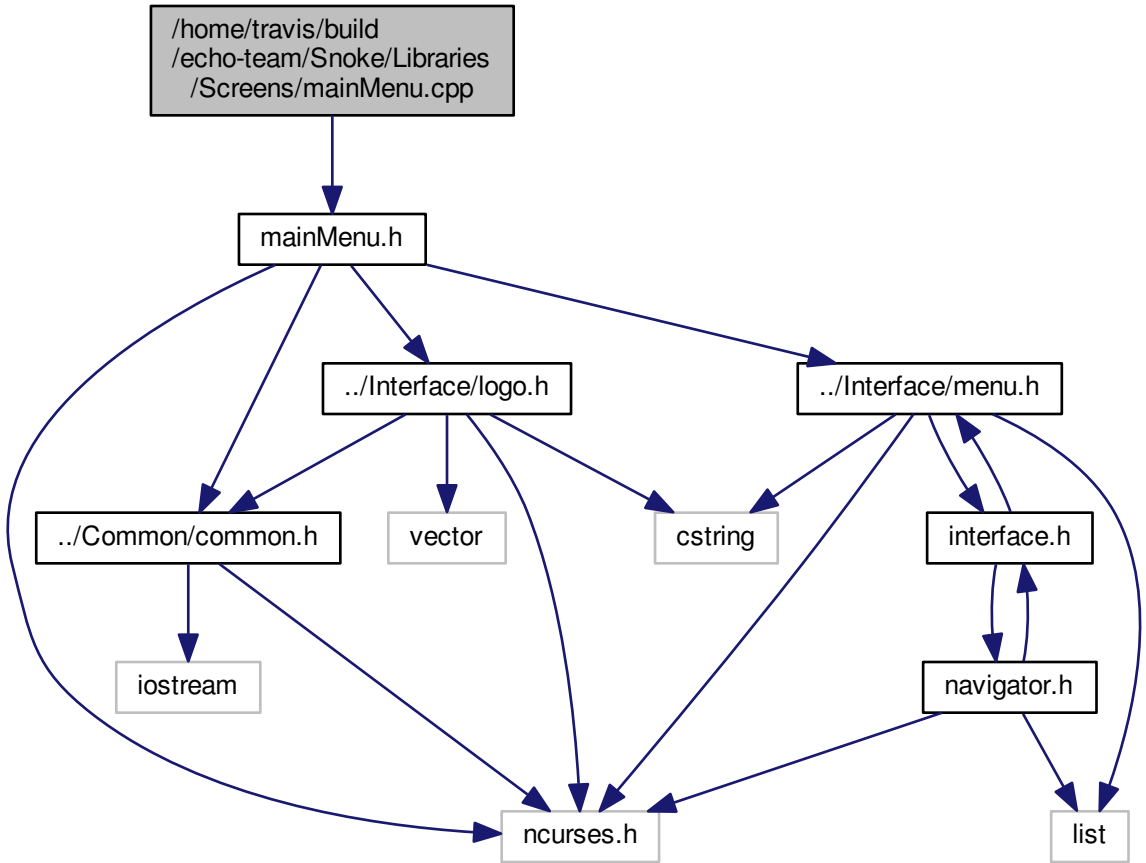 /home/travis/build
/echo-team/Snoke/Libraries
/Screens/mainMenu.cpp
mainMenu.h
../Interface/logo.h
../Interface/menu.h
../Common/common.h
vector
cstring
interface.h
iostream
navigator.h
ncurses.h
list